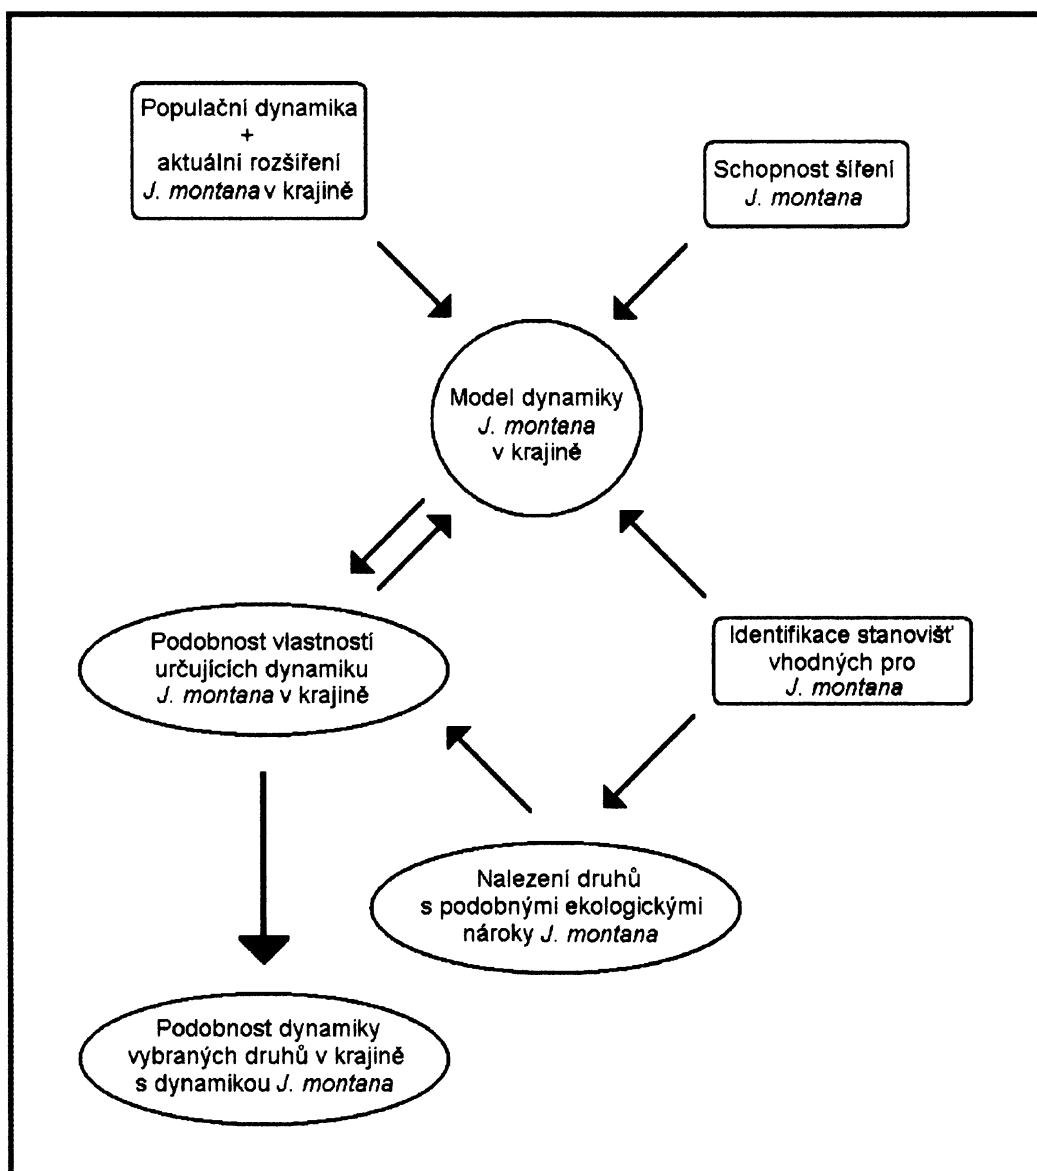 Populační dynamika
+
aktuální rozšíření
J. montana v krajině
Schopnost šíření
J. montana
Model dynamiky
J. montana
v krajině
Podobnost vlastností
určujících dynamiku
J. montana v krajině
Identifikace stanovišť
vhodných pro
J. montana
Nalezení druhů
s podobnými ekologickými
nároky J. montana
Podobnost dynamiky
vybraných druhů v krajině
s dynamikou J. montana